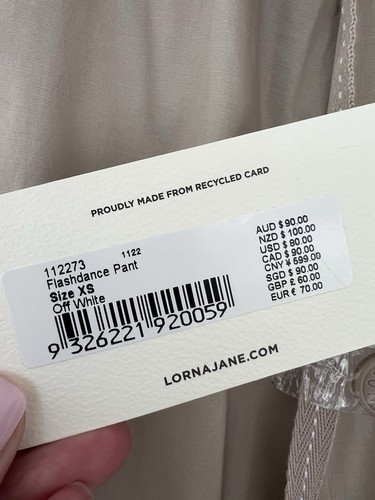 PROUDLY MADE FROM RECYCLED CARD
112273 1122
Flashdance Pant
Size XS
Off White
9 326221 920059
AUD $ 90.00
NZD $ 100.00
USD $ 80.00
CAD $ 90.00
CNY ¥ 599.00
SGD $ 90.00
GBP £ 60.00
EUR € 70.00
LORNAJANE.COM